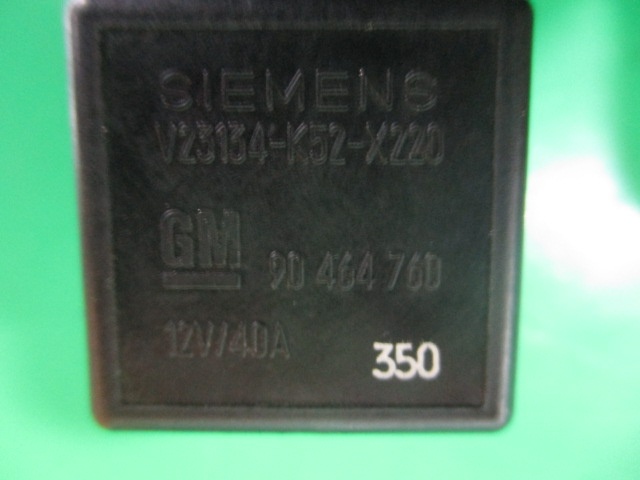 SIEMENS
V23134-K52-X220
GM 90 464 760
12V/40A 350